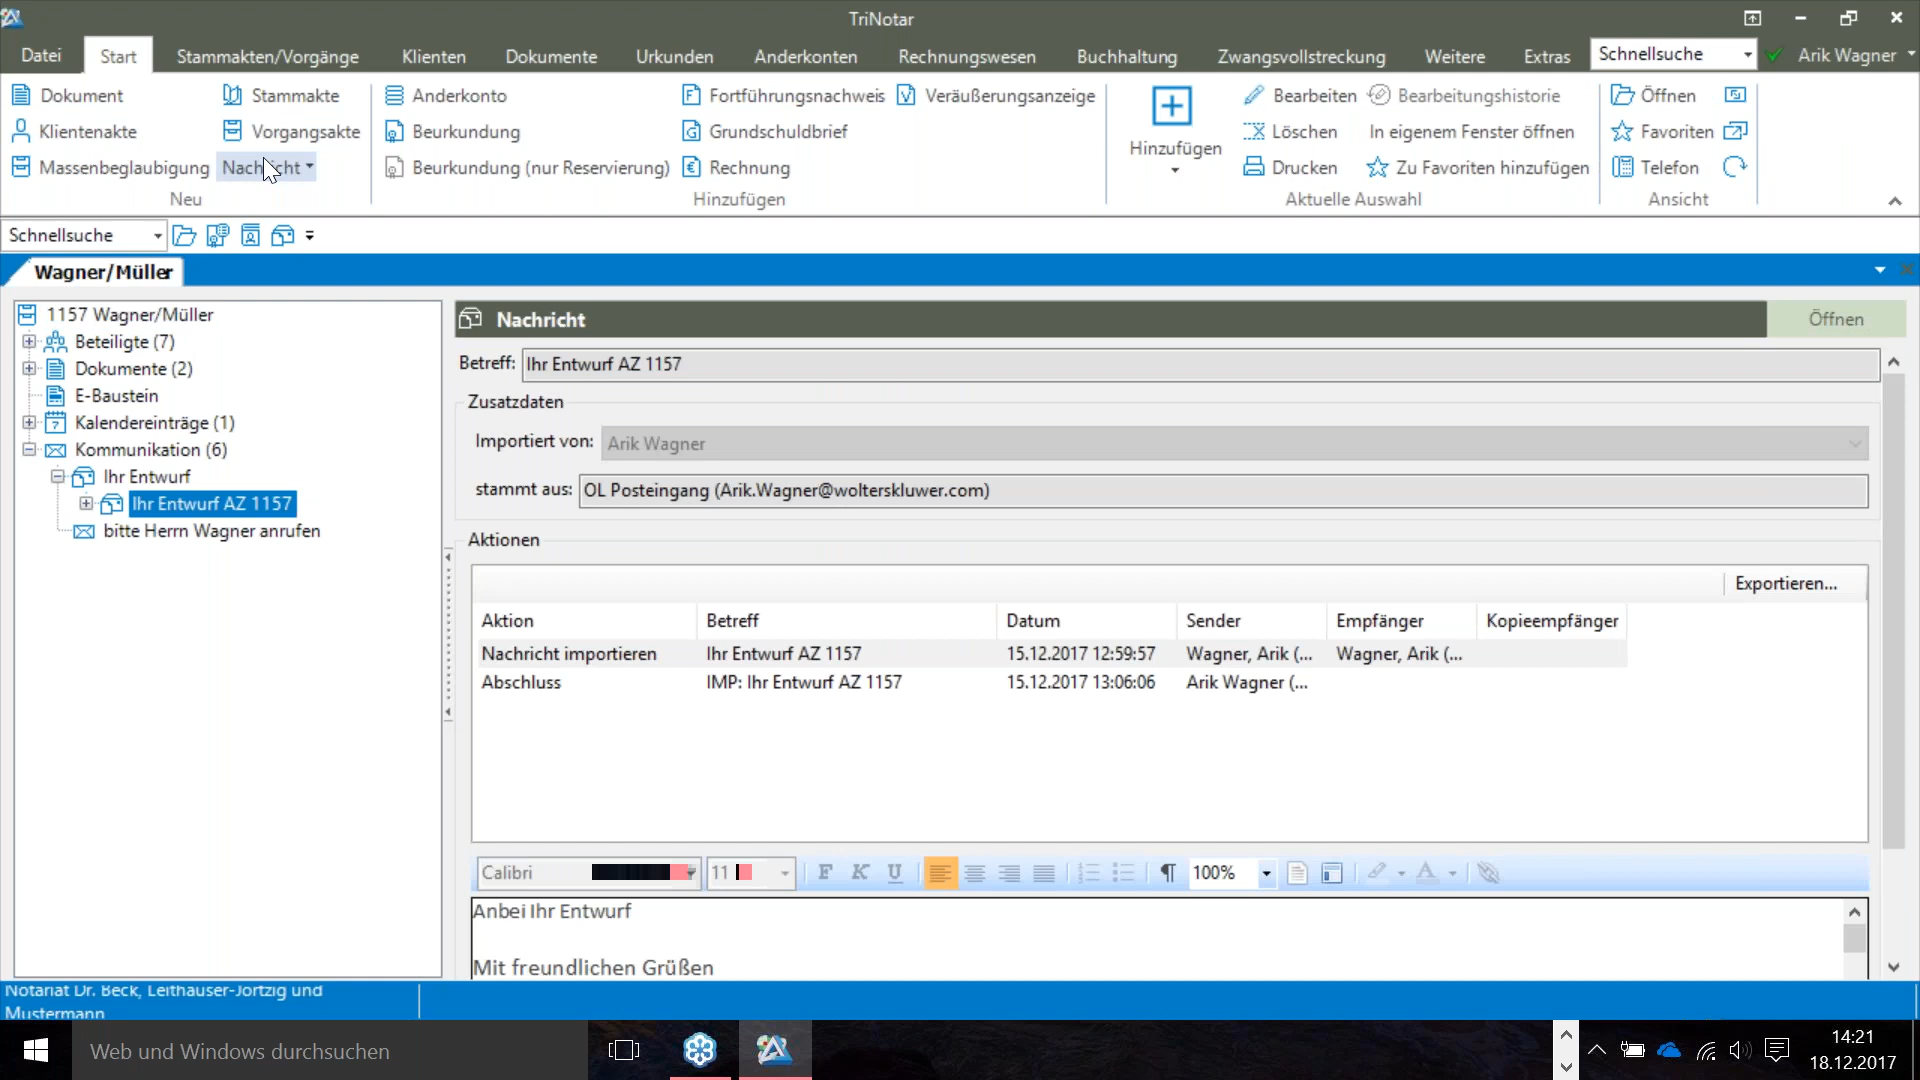 TriNotar
Datei Start Stammakten/Vorgänge Klienten Dokumente Urkunden Anderkonten Rechnungswesen Buchhaltung Zwangsvollstreckung Weitere Extras Schnellsuche Arik Wagner
Dokument Stammakte Anderkonto Fortführungsnachweis Veräußerungsanzeige Bearbeiten Bearbeitungshistorie Öffnen
Klientenakte Vorgangsakte Beurkundung Grundschuldbrief Hinzufügen Löschen In eigenem Fenster öffnen Favoriten
Massenbeglaubigung Nachricht Beurkundung (nur Reservierung) Rechnung Drucken Zu Favoriten hinzufügen Telefon
Neu Hinzufügen Aktuelle Auswahl Ansicht
Schnellsuche
Wagner/Müller
1157 Wagner/Müller
Beteiligte (7)
Dokumente (2)
E-Baustein
Kalendereinträge (1)
Kommunikation (6)
Ihr Entwurf
Ihr Entwurf AZ 1157
bitte Herrn Wagner anrufen
Nachricht Öffnen
Betreff: Ihr Entwurf AZ 1157
Zusatzdaten
Importiert von: Arik Wagner
stammt aus: OL Posteingang (Arik.Wagner@wolterskluwer.com)
Aktionen
Exportieren...
Aktion Betreff Datum Sender Empfänger Kopieempfänger
Nachricht importieren Ihr Entwurf AZ 1157 15.12.2017 12:59:57 Wagner, Arik (... Wagner, Arik (...
Abschluss IMP: Ihr Entwurf AZ 1157 15.12.2017 13:06:06 Arik Wagner (...
Calibri 11 F K U 100%
Anbei Ihr Entwurf
Mit freundlichen Grüßen
Notariat Dr. Beck, Leithäuser-Jortzig und
Mustermann
Web und Windows durchsuchen
14:21
18.12.2017